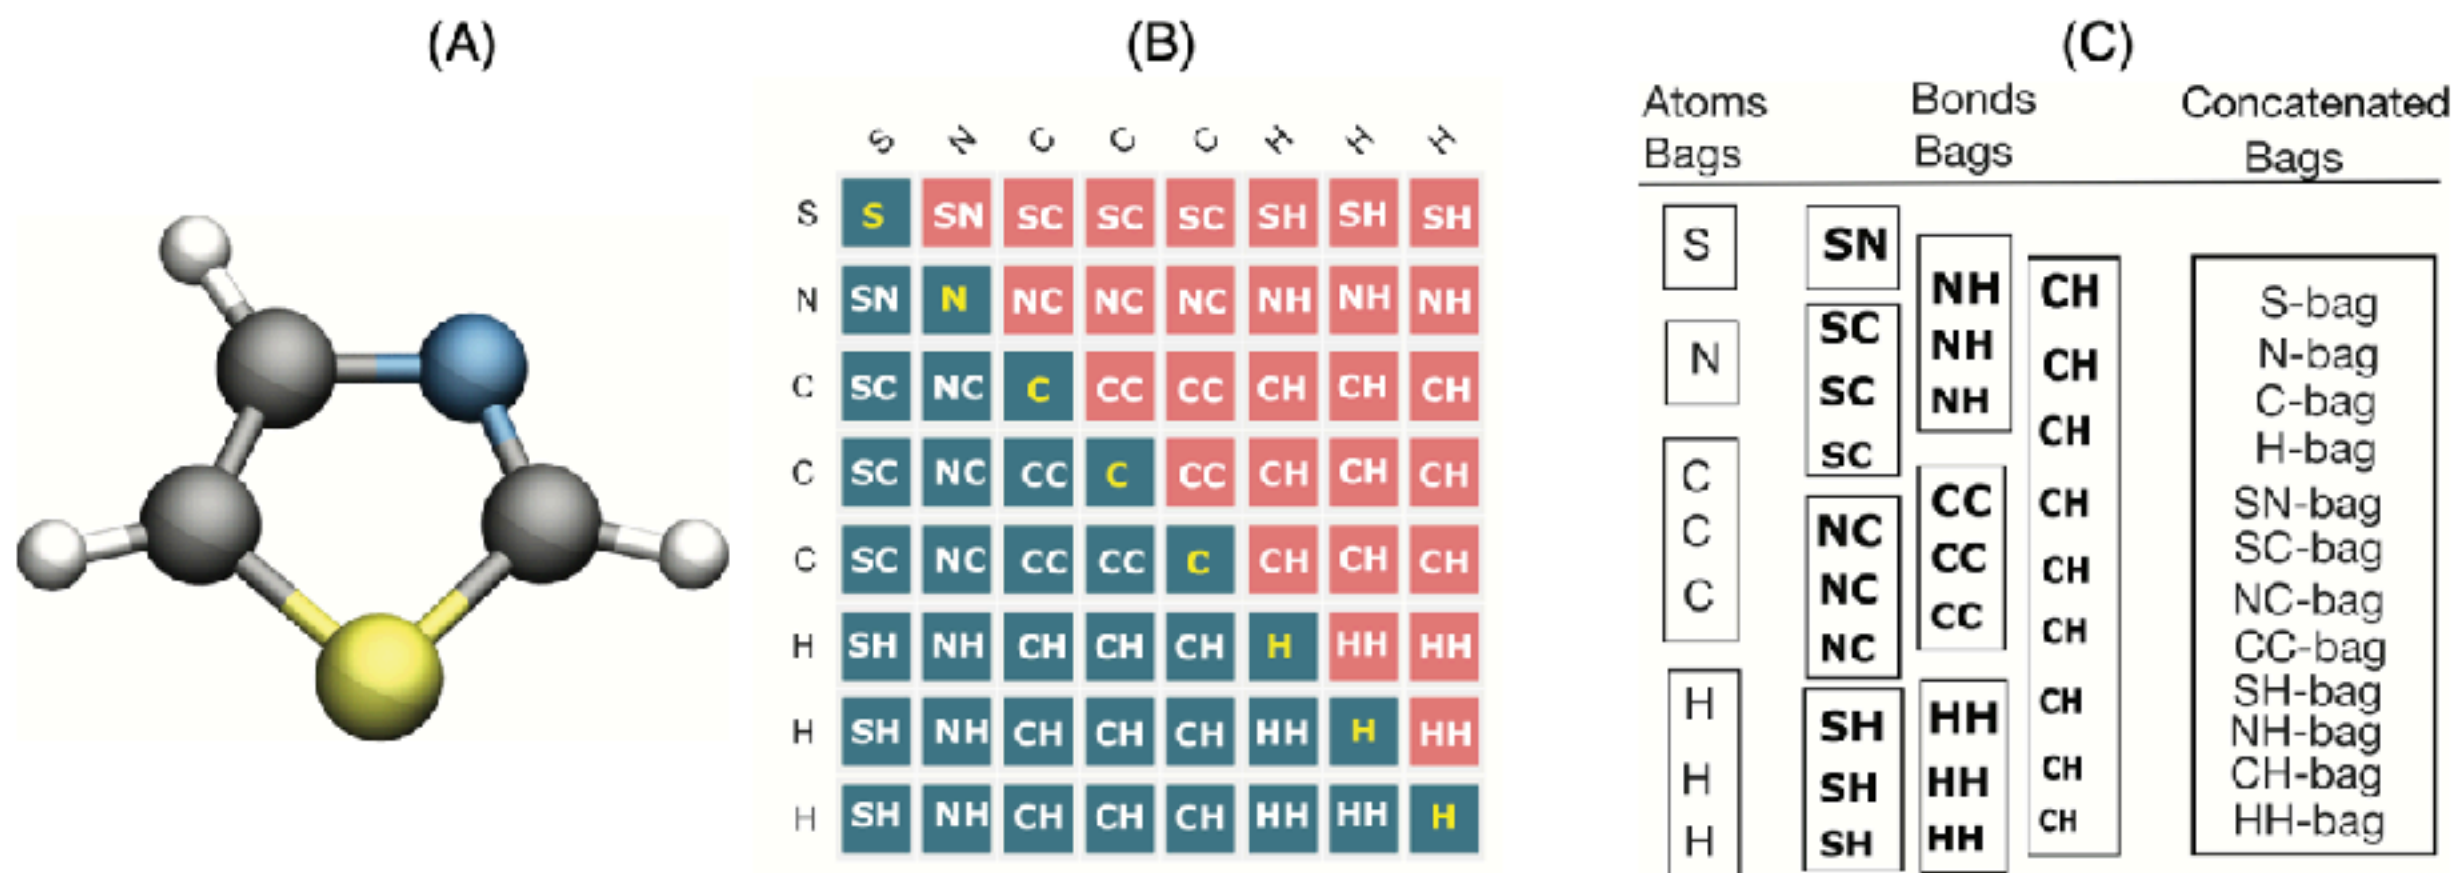 (A)
(B)
S N C C C H H H
S S SN SC SC SC SH SH SH
N SN N NC NC NC NH NH NH
C SC NC C CC CC CH CH CH
C SC NC CC C CC CH CH CH
C SC NC CC CC C CH CH CH
H SH NH CH CH CH H HH HH
H SH NH CH CH CH HH H HH
H SH NH CH CH CH HH HH H
(C)
Atoms
Bags
Bonds
Bags
Concatenated
Bags
S
N
C
C
C
H
H
H
SN
SC
SC
SC
NC
NC
NC
SH
SH
SH
NH
NH
NH
CC
CC
CC
HH
HH
HH
CH
CH
CH
CH
CH
CH
CH
CH
CH
S-bag
N-bag
C-bag
H-bag
SN-bag
SC-bag
NC-bag
CC-bag
SH-bag
NH-bag
CH-bag
HH-bag